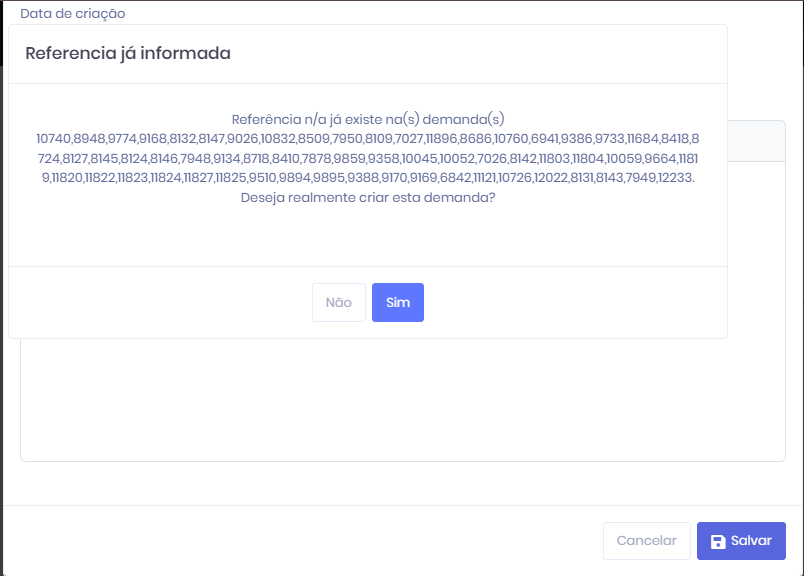 Data de criação
Referencia já informada
Referência n/a já existe na(s) demanda(s)
10740,8948,9774,9168,8132,8147,9026,10832,8509,7950,8109,7027,11896,8686,10760,6941,9386,9733,11684,8418,8
724,8127,8145,8124,8146,7948,9134,8718,8410,7878,9859,9358,10045,10052,7026,8142,11803,11804,10059,9664,1181
9,11820,11822,11823,11824,11827,11825,9510,9894,9895,9388,9170,9169,6842,11121,10726,12022,8131,8143,7949,12233.
Deseja realmente criar esta demanda?
Não
Sim
Cancelar
Salvar